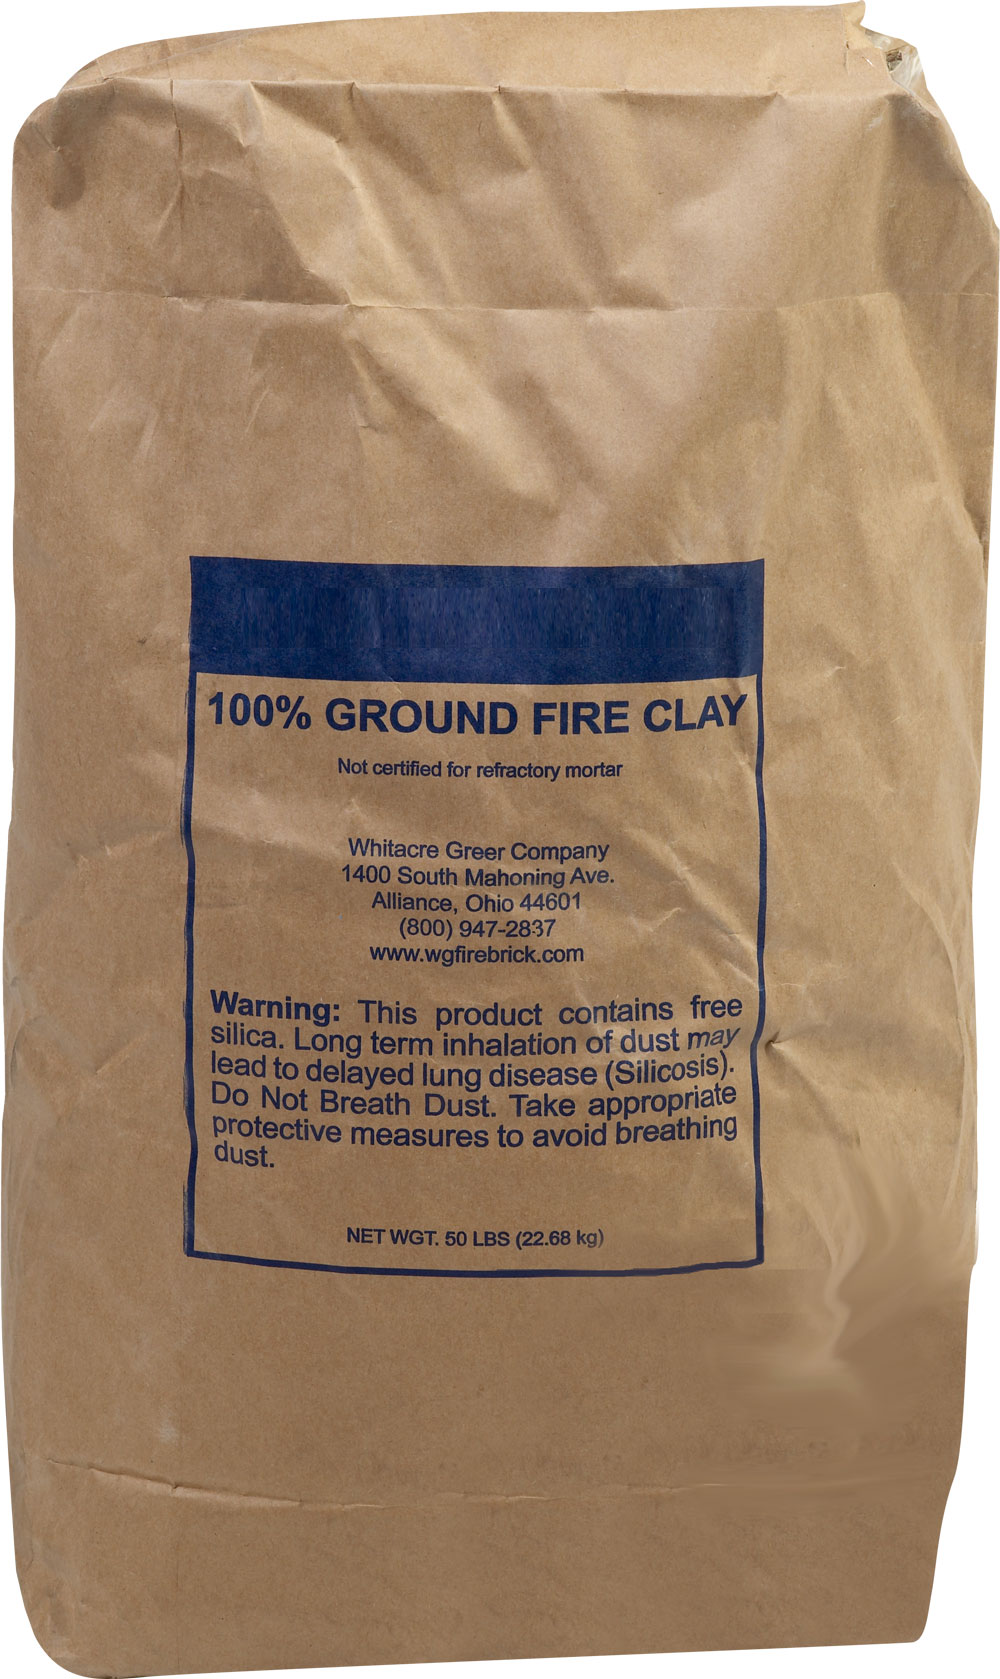 100% GROUND FIRE CLAY
Not certified for refractory mortar
Whitacre Greer Company
1400 South Mahoning Ave.
Alliance, Ohio 44601
(800) 947-2837
www.wgfirebrick.com
Warning: This product contains free
silica. Long term inhalation of dust may
lead to delayed lung disease (Silicosis).
Do Not Breath Dust. Take appropriate
protective measures to avoid breathing
dust.
NET WGT. 50 LBS (22.68 kg)